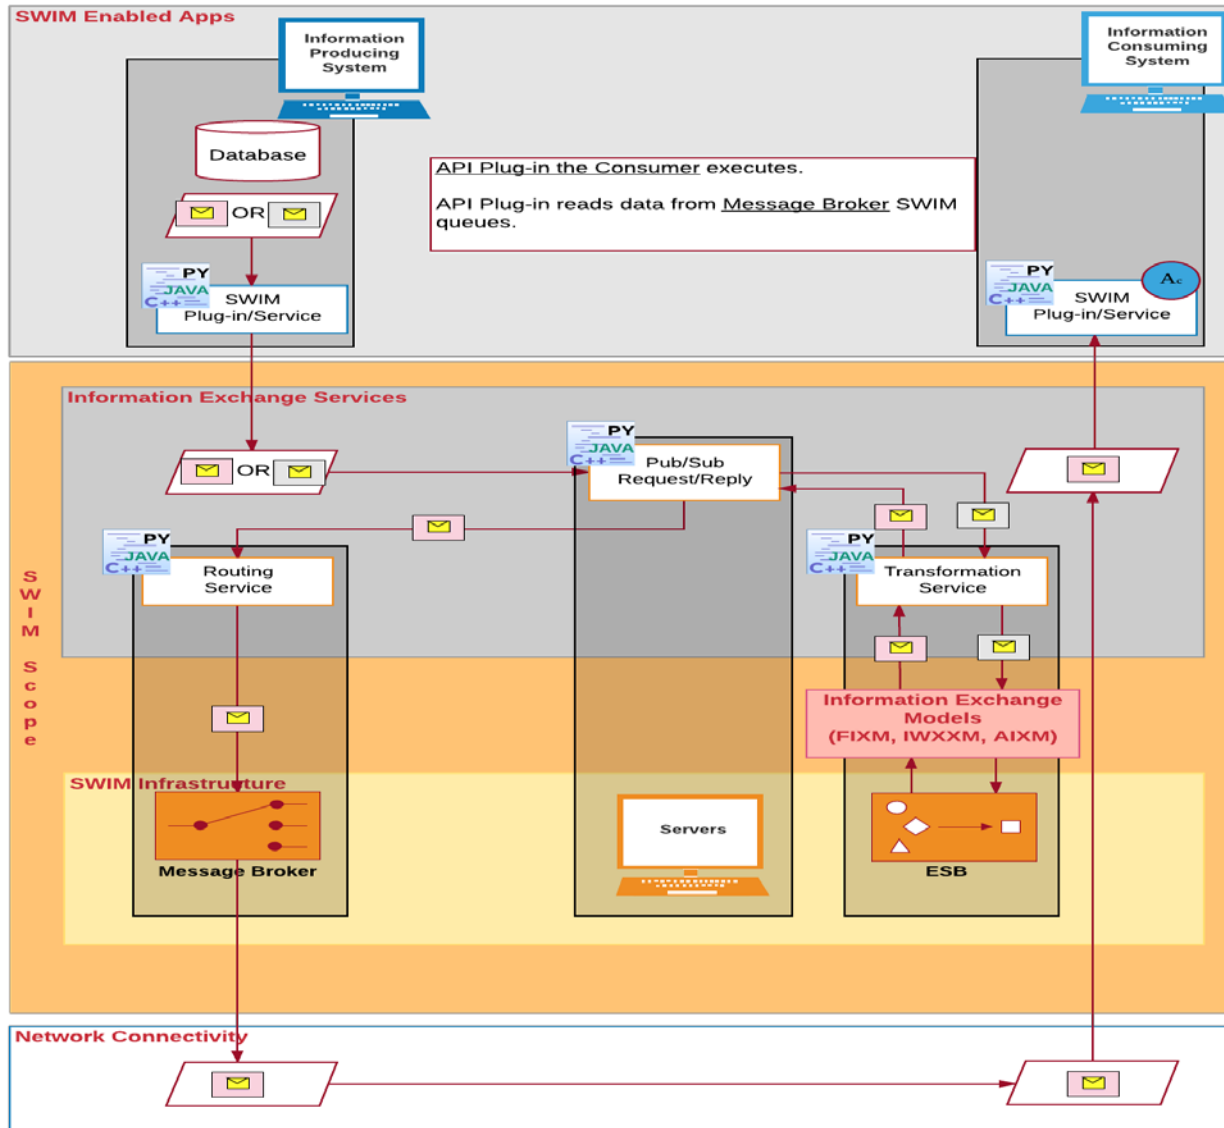 SWIM Enabled Apps
Information
Producing
System
Information
Consuming
System
Database
OR
API Plug-in the Consumer executes.
API Plug-in reads data from Message Broker SWIM
queues.
PY
JAVA
C++
SWIM
Plug-in/Service
PY
JAVA
C++
Ac
SWIM
Plug-in/Service
Information Exchange Services
OR
PY
JAVA
C++
Pub/Sub
Request/Reply
PY
JAVA
C++
Routing
Service
PY
JAVA
C++
Transformation
Service
SWIM Scope
Information Exchange
Models
(FIXM, IWXXM, AIXM)
SWIM Infrastructure
Message Broker
Servers
ESB
Network Connectivity